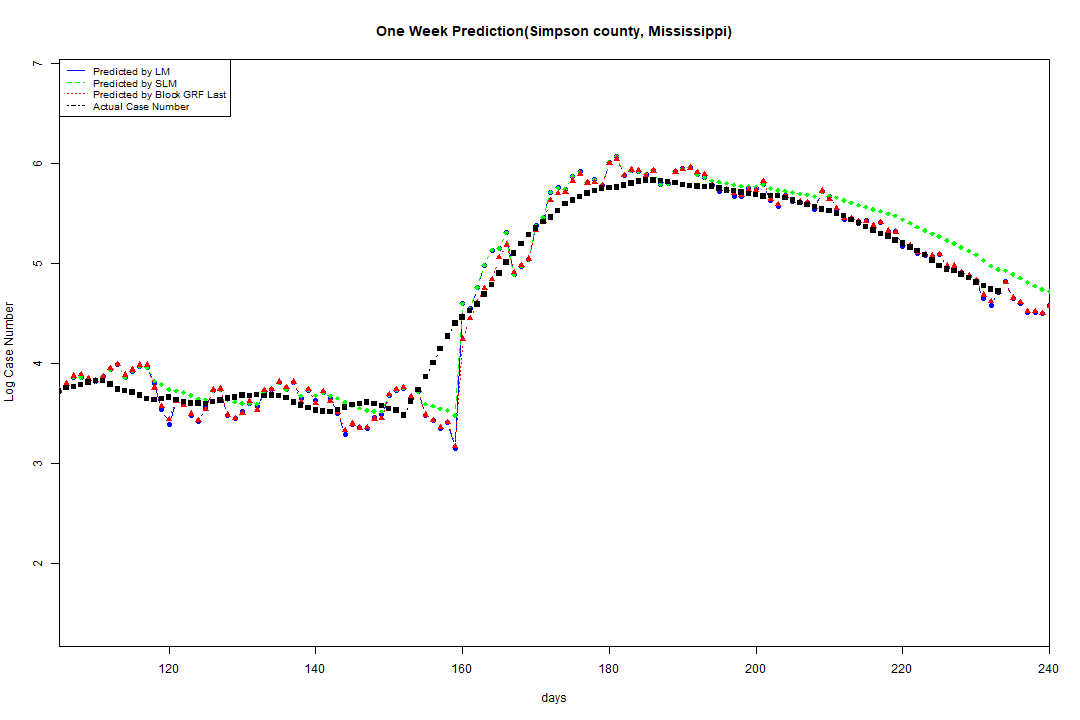 One Week Prediction(Simpson county, Mississippi)
Predicted by LM
Predicted by SLM
Predicted by Block GRF Last
Actual Case Number
7
6
5
4
3
2
Log Case Number
120 140 160 180 200 220 240
days